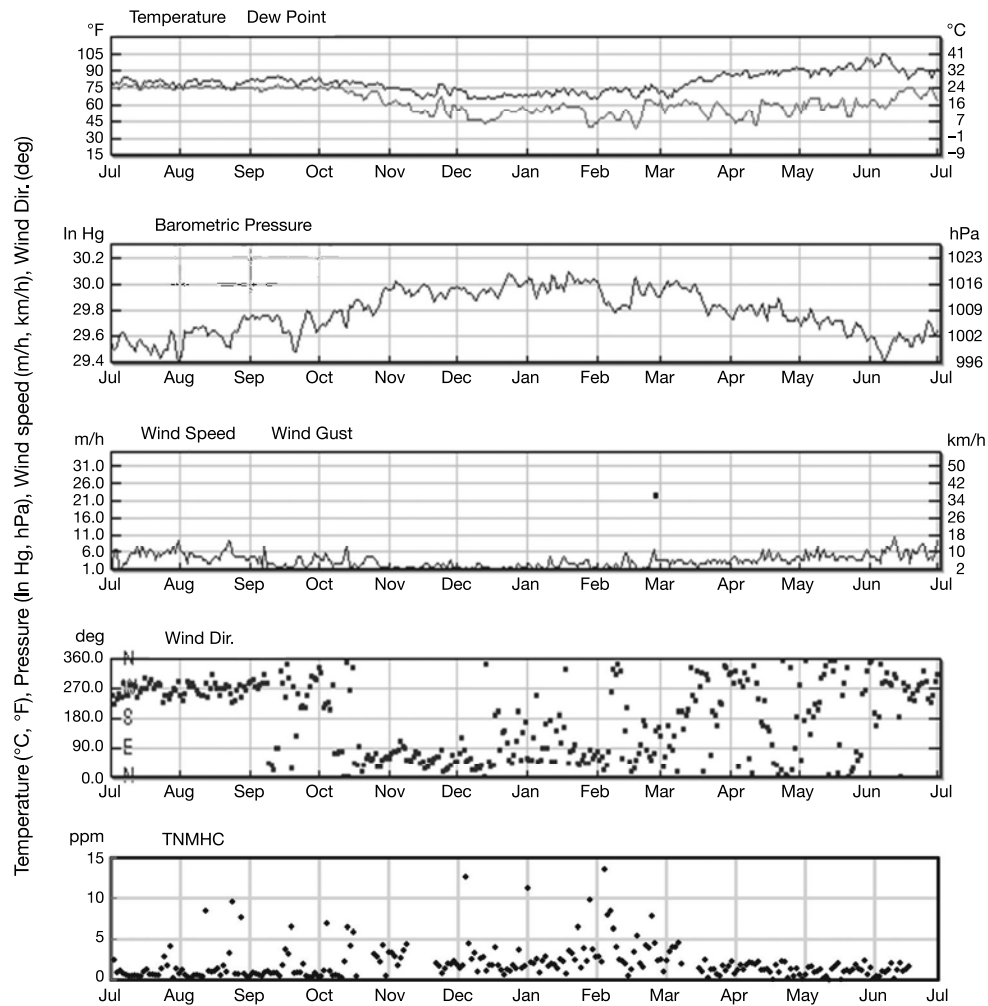 Temperature Dew Point
°F °C
105 41
90 32
75 24
60 16
45 7
30 –1
15 –9
Jul Aug Sep Oct Nov Dec Jan Feb Mar Apr May Jun Jul
Barometric Pressure
In Hg hPa
30.2 1023
30.0 1016
29.8 1009
29.6 1002
29.4 996
Jul Aug Sep Oct Nov Dec Jan Feb Mar Apr May Jun Jul
Wind Speed Wind Gust
m/h km/h
31.0 50
26.0 42
21.0 34
16.0 26
11.0 18
6.0 10
1.0 2
Jul Aug Sep Oct Nov Dec Jan Feb Mar Apr May Jun Jul
deg Wind Dir.
360.0 N
270.0 W
180.0 S
90.0 E
0.0 N
Jul Aug Sep Oct Nov Dec Jan Feb Mar Apr May Jun Jul
ppm TNMHC
15
10
5
0
Jul Aug Sep Oct Nov Dec Jan Feb Mar Apr May Jun Jul
Temperature (°C, °F), Pressure (In Hg, hPa), Wind speed (m/h, km/h), Wind Dir. (deg)